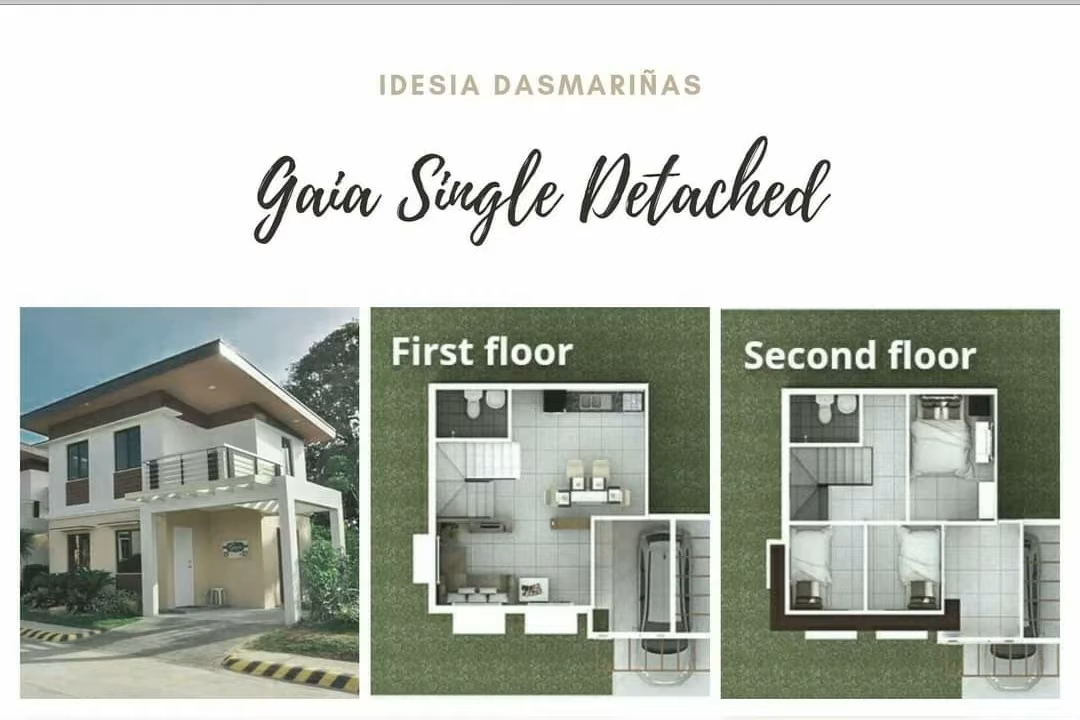 IDESIA DASMARIÑAS
Gaia Single Detached
First floor
Second floor